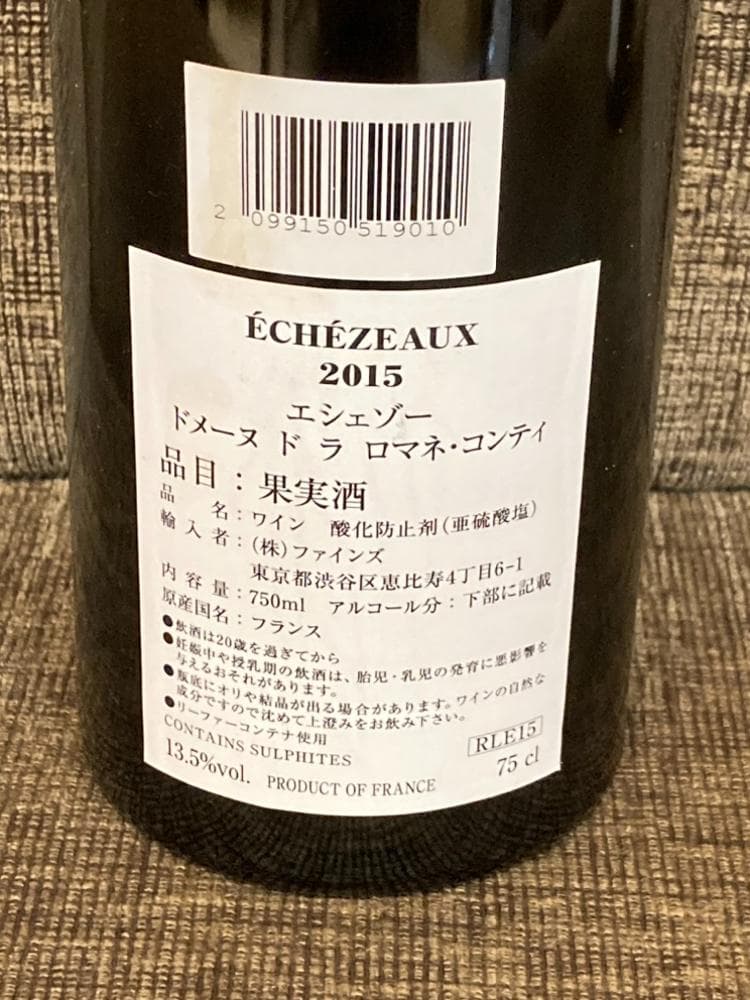 2 099150 519010
ÉCHÉZEAUX
2015
エシェゾー
ドメーヌ ド ラ ロマネ・コンティ
品目：果実酒
品 名：ワイン 酸化防止剤(亜硫酸塩)
輸入者：(株)ファインズ
東京都渋谷区恵比寿4丁目6-1
内容量：750ml アルコール分：下部に記載
原産国名：フランス
●飲酒は20歳を過ぎてから
●妊娠中や授乳期の飲酒は、胎児・乳児の発育に悪影響を
与えるおそれがあります。
●瓶底にオリや結晶が出る場合があります。ワインの自然な
成分ですので沈めて上澄みをお飲み下さい。
●リーファーコンテナ使用
CONTAINS SULPHITES
RLE15
13.5%vol. PRODUCT OF FRANCE 75 cl